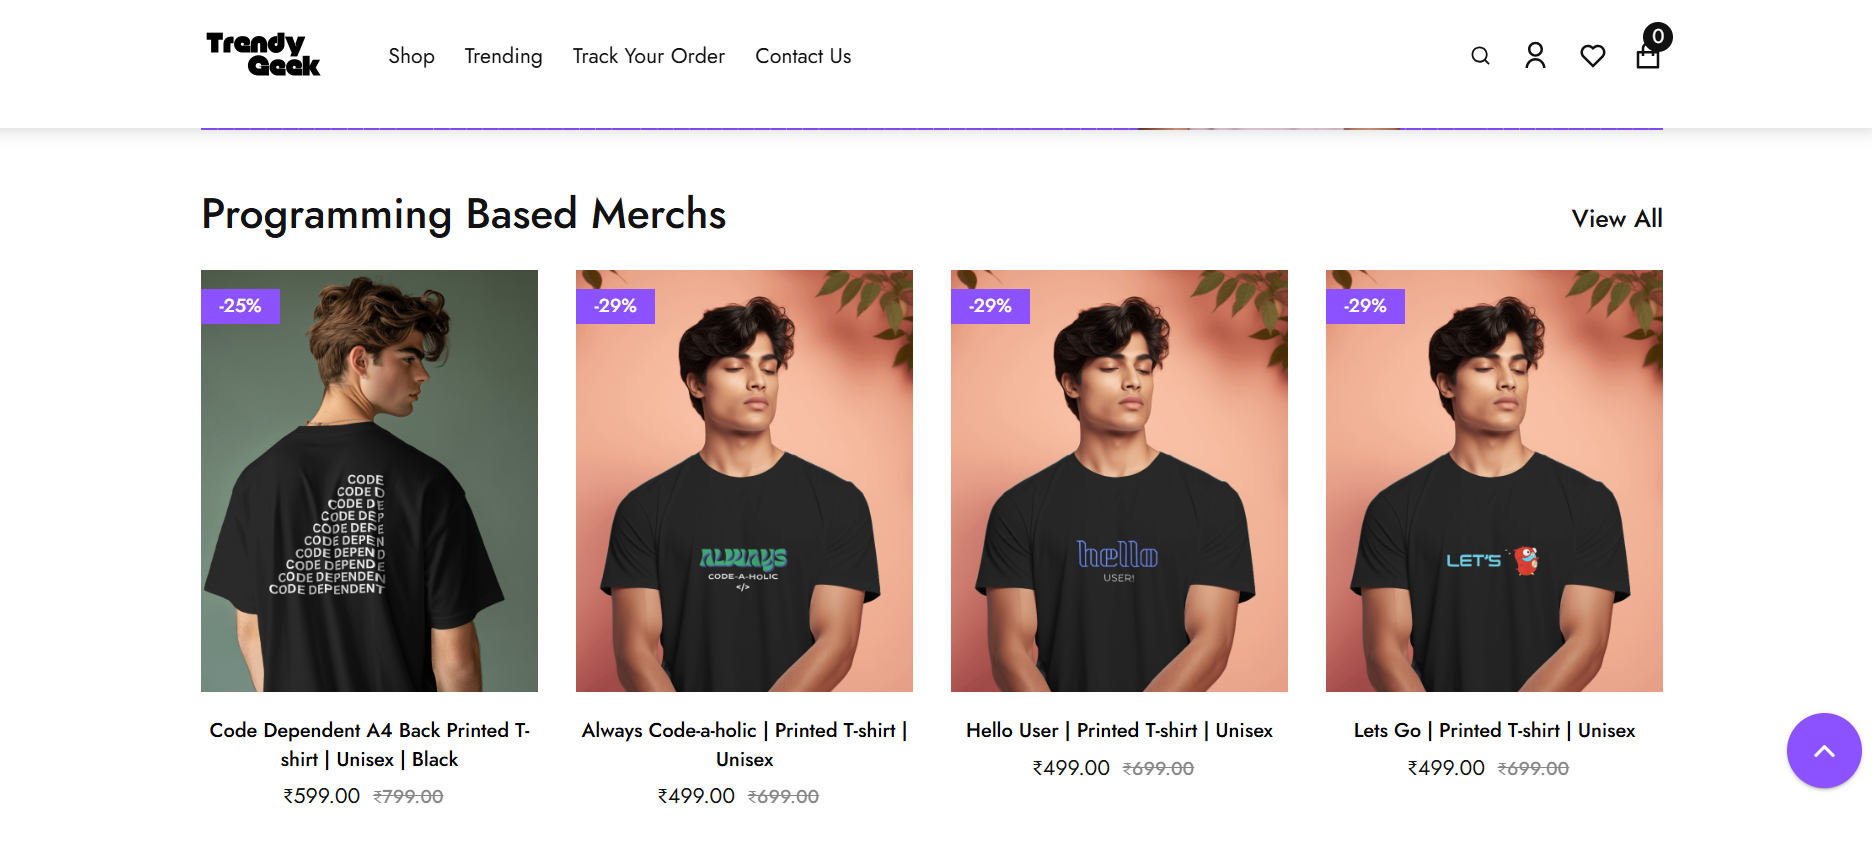 Trendy
Geek
Shop
Trending
Track Your Order
Contact Us
0
Programming Based Merchs
View All
-25%
CODE
CODE D
CODE DE
CODE DEP
CODE DEPE
CODE DEPEN
CODE DEPEND
CODE DEPENDE
CODE DEPENDEN
CODE DEPENDENT
Code Dependent A4 Back Printed T-
shirt | Unisex | Black
₹599.00 ₹799.00
-29%
ALWAYS
CODE-A-HOLIC
</>
Always Code-a-holic | Printed T-shirt |
Unisex
₹499.00 ₹699.00
-29%
hello
USER!
Hello User | Printed T-shirt | Unisex
₹499.00 ₹699.00
-29%
LET'S
Lets Go | Printed T-shirt | Unisex
₹499.00 ₹699.00